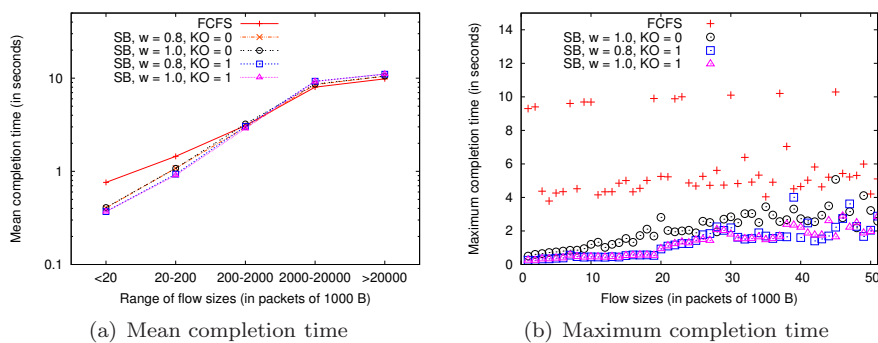 Mean completion time (in seconds)
10
1
0.1
FCFS
SB, w = 0.8, KO = 0
SB, w = 1.0, KO = 0
SB, w = 0.8, KO = 1
SB, w = 1.0, KO = 1
<20 20-200 200-2000 2000-20000 >20000
Range of flow sizes (in packets of 1000 B)
(a) Mean completion time
Maximum completion time (in seconds)
14
12
10
8
6
4
2
0
FCFS
SB, w = 1.0, KO = 0
SB, w = 0.8, KO = 1
SB, w = 1.0, KO = 1
0 10 20 30 40 50
Flow sizes (in packets of 1000 B)
(b) Maximum completion time